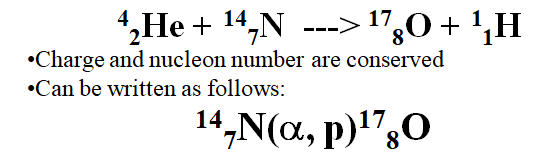 ⁴₂He + ¹⁴₇N ---> ¹⁷₈O + ¹₁H
•Charge and nucleon number are conserved
•Can be written as follows:
¹⁴₇N(α, p)¹⁷₈O